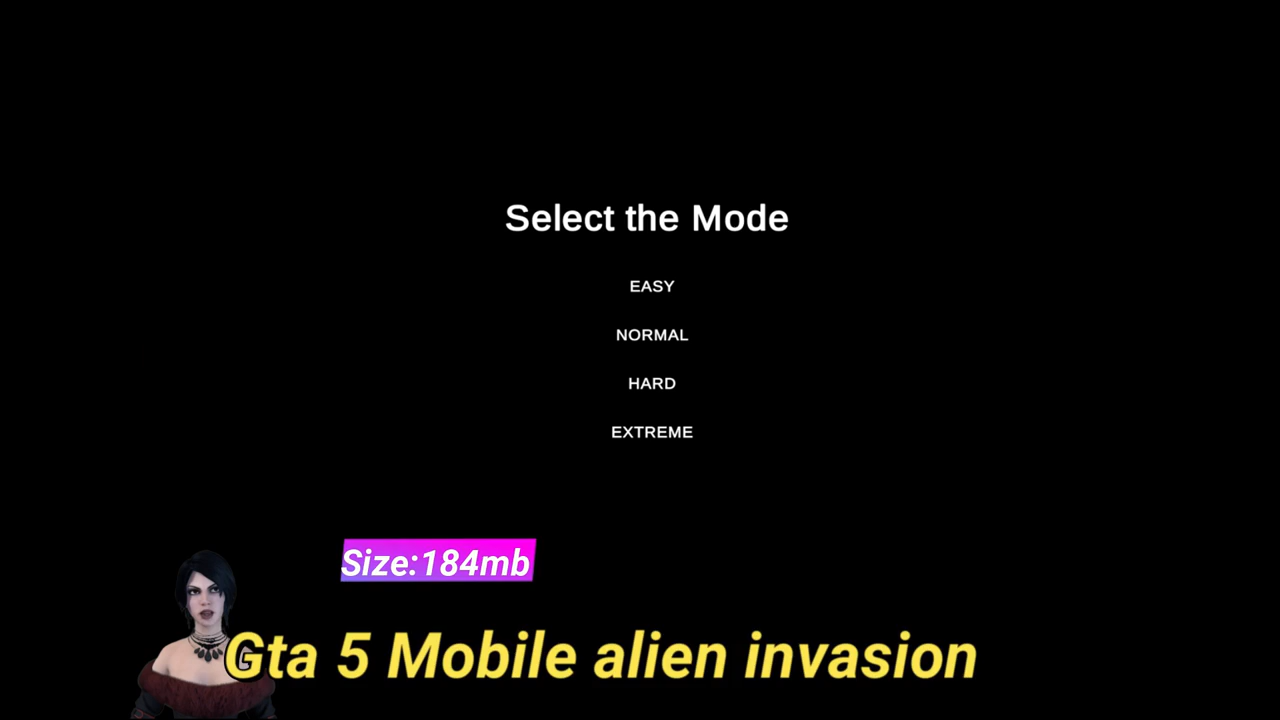 Select the Mode
EASY
NORMAL
HARD
EXTREME
Size:184mb
Gta 5 Mobile alien invasion